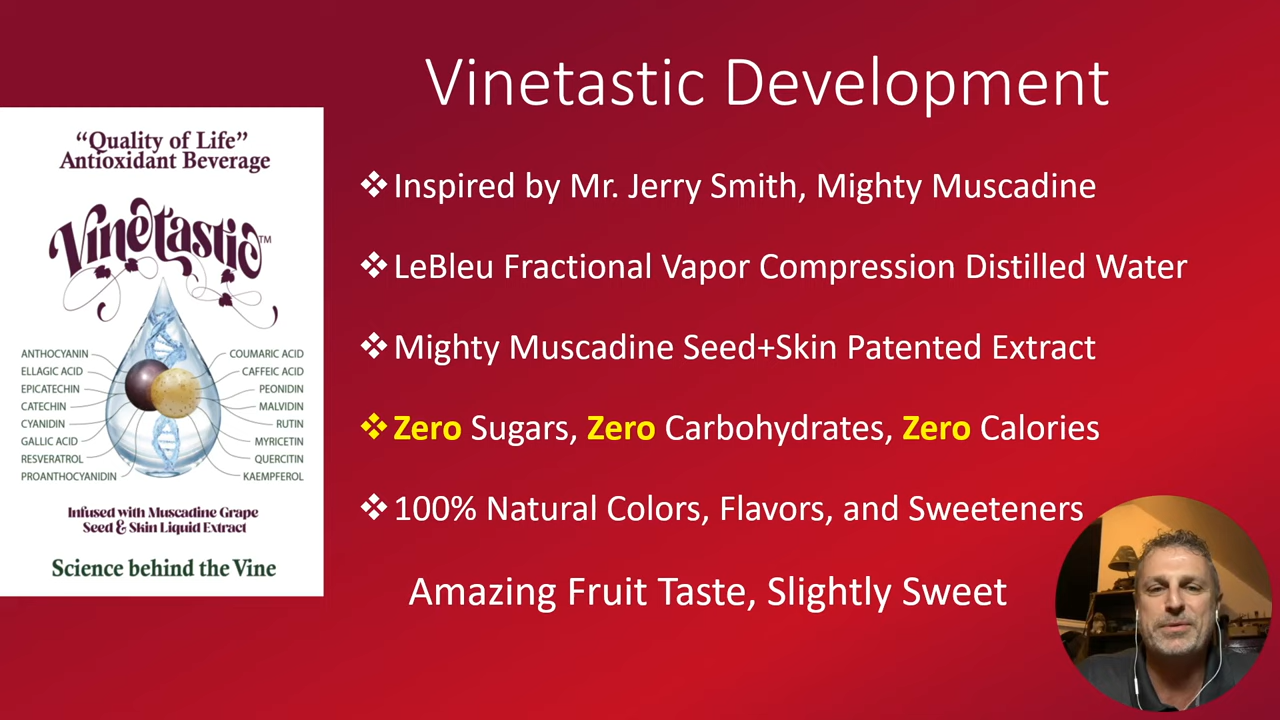 Vinetastic Development
“Quality of Life”
Antioxidant Beverage
Vinetastic™
ANTHOCYANIN
ELLAGIC ACID
EPICATECHIN
CATECHIN
CYANIDIN
GALLIC ACID
RESVERATROL
PROANTHOCYANIDIN
COUMARIC ACID
CAFFEIC ACID
PEONIDIN
MALVIDIN
RUTIN
MYRICETIN
QUERCITIN
KAEMPFEROL
Infused with Muscadine Grape
Seed & Skin Liquid Extract
Science behind the Vine
❖Inspired by Mr. Jerry Smith, Mighty Muscadine
❖LeBleu Fractional Vapor Compression Distilled Water
❖Mighty Muscadine Seed+Skin Patented Extract
❖Zero Sugars, Zero Carbohydrates, Zero Calories
❖100% Natural Colors, Flavors, and Sweeteners
Amazing Fruit Taste, Slightly Sweet